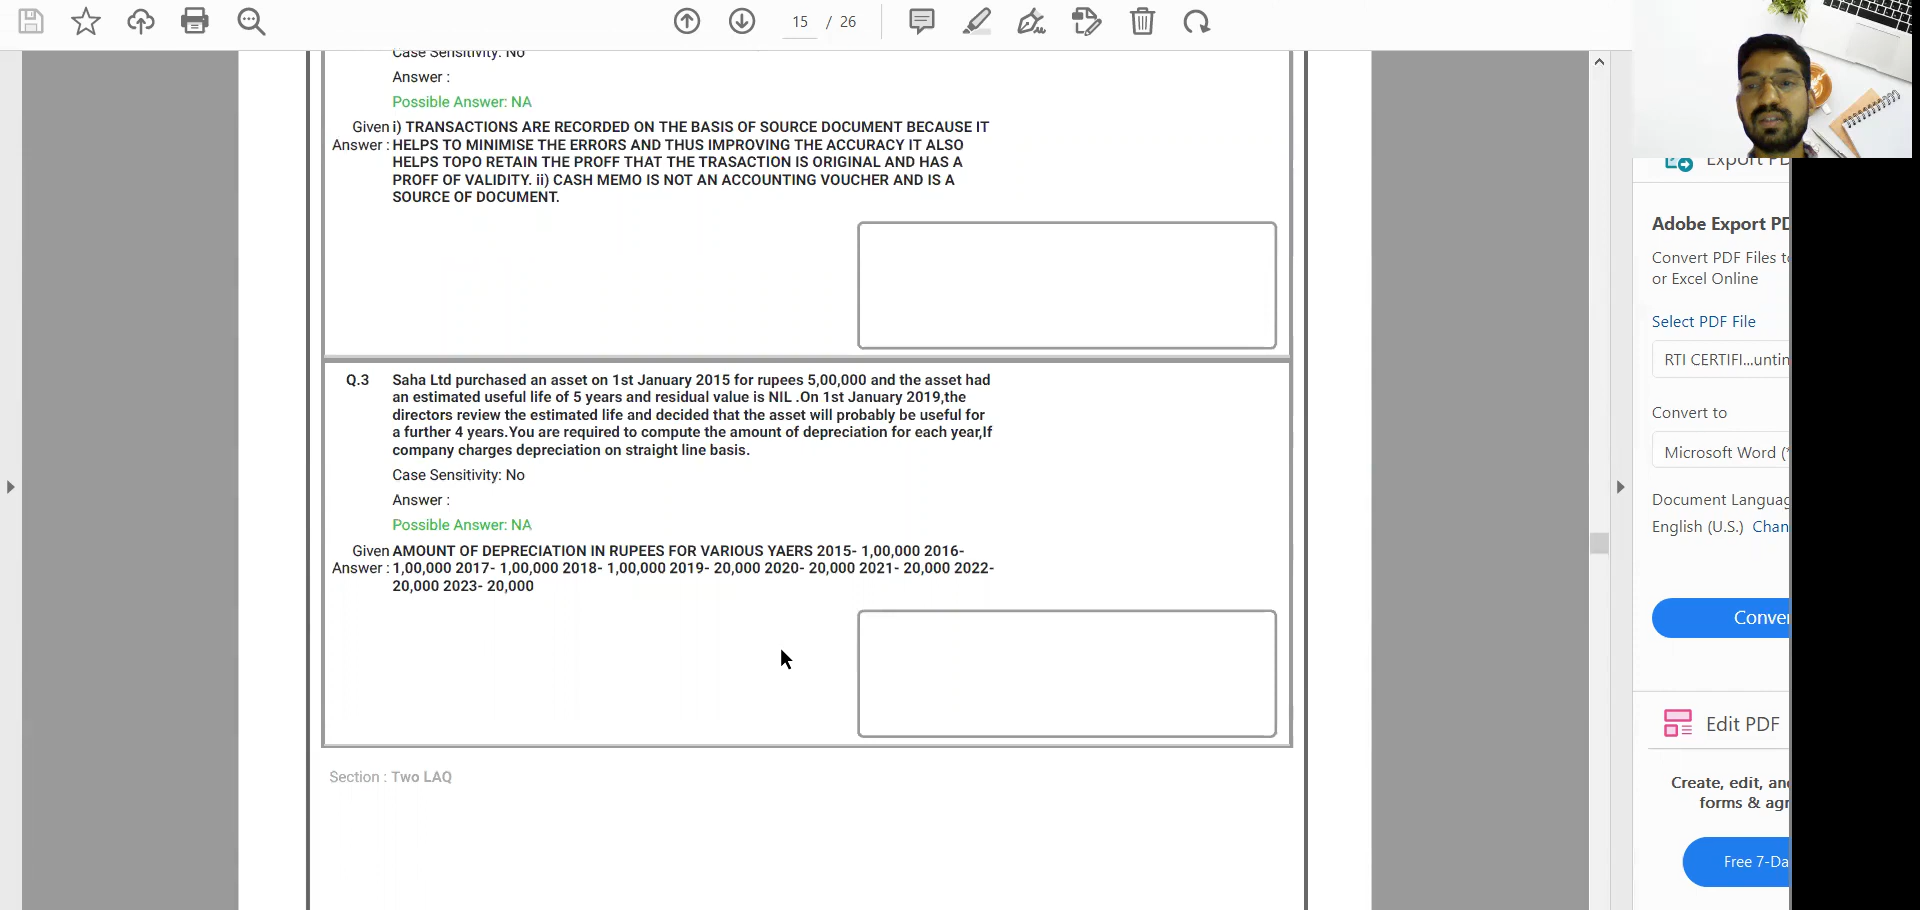 15 / 26
Case Sensitivity: No
Answer :
Possible Answer: NA
Given i) TRANSACTIONS ARE RECORDED ON THE BASIS OF SOURCE DOCUMENT BECAUSE IT
Answer : HELPS TO MINIMISE THE ERRORS AND THUS IMPROVING THE ACCURACY IT ALSO
HELPS TOPO RETAIN THE PROFF THAT THE TRASACTION IS ORIGINAL AND HAS A
PROFF OF VALIDITY. ii) CASH MEMO IS NOT AN ACCOUNTING VOUCHER AND IS A
SOURCE OF DOCUMENT.
Q.3 Saha Ltd purchased an asset on 1st January 2015 for rupees 5,00,000 and the asset had
an estimated useful life of 5 years and residual value is NIL .On 1st January 2019,the
directors review the estimated life and decided that the asset will probably be useful for
a further 4 years.You are required to compute the amount of depreciation for each year,If
company charges depreciation on straight line basis.
Case Sensitivity: No
Answer :
Possible Answer: NA
Given AMOUNT OF DEPRECIATION IN RUPEES FOR VARIOUS YAERS 2015- 1,00,000 2016-
Answer : 1,00,000 2017- 1,00,000 2018- 1,00,000 2019- 20,000 2020- 20,000 2021- 20,000 2022-
20,000 2023- 20,000
Section : Two LAQ
Export PD
Adobe Export PD
Convert PDF Files to
or Excel Online
Select PDF File
RTI CERTIFI...untin
Convert to
Microsoft Word (*
Document Languag
English (U.S.) Chan
Conver
Edit PDF
Create, edit, an
forms & agr
Free 7-Da